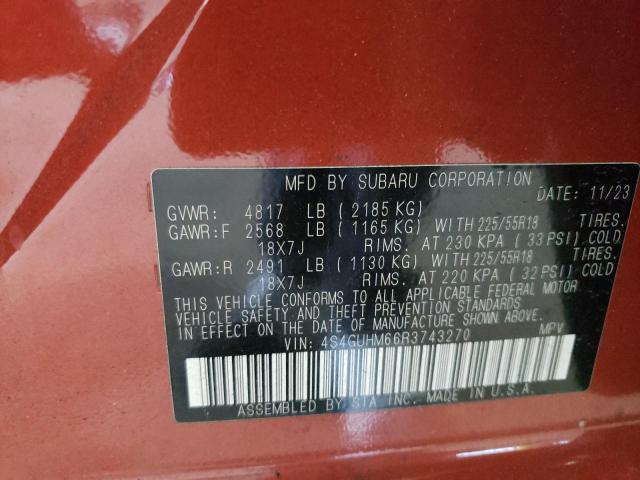 MFD BY SUBARU CORPORATION
DATE: 11/23
GVWR: 4817 LB (2185 KG)
GAWR:F 2568 LB (1165 KG) WITH 225/55R18 TIRES.
18X7J RIMS. AT 230 KPA (33 PSI) COLD
GAWR:R 2491 LB (1130 KG) WITH 225/55R18 TIRES.
18X7J RIMS. AT 220 KPA (32 PSI) COLD
THIS VEHICLE CONFORMS TO ALL APPLICABLE FEDERAL MOTOR
VEHICLE SAFETY AND THEFT PREVENTION STANDARDS
IN EFFECT ON THE DATE OF MANUFACTURE SHOWN ABOVE.
VIN: 4S4GUHM66R3743270 MPV
ASSEMBLED BY SIA INC. MADE IN U.S.A.